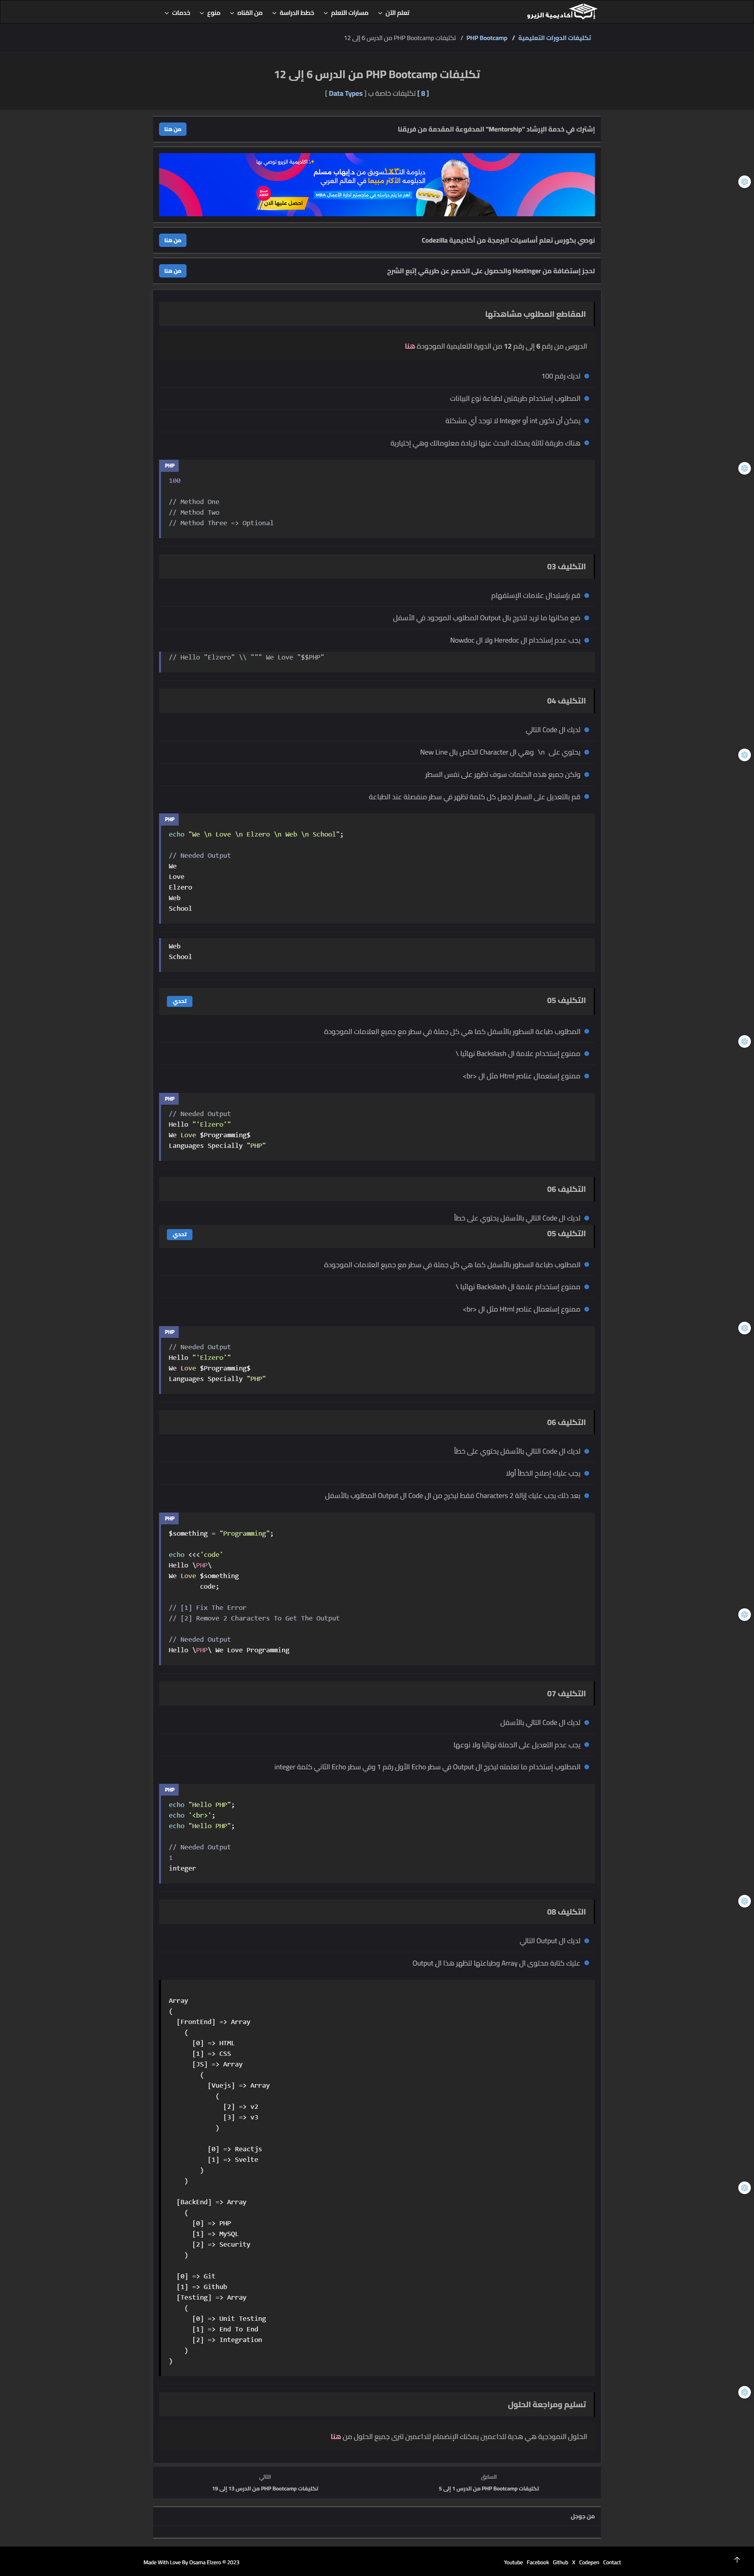 أكاديمية الزيرو
تعلم الآن
مسارات التعلم
خطط الدراسة
من القناه
منوع
خدمات
تكليفات الدورات التعليمية / PHP Bootcamp / تكليفات PHP Bootcamp من الدرس 6 إلى 12
تكليفات PHP Bootcamp من الدرس 6 إلى 12
[ 8 ] تكليفات خاصة ب [ Data Types ]
إشترك في خدمة الإرشاد "Mentorship" المدفوعة المقدمة من فريقنا
من هنا
أكاديمية الزيرو توصي بها
دبلومة التسويق من د.إيهاب مسلم
الدبلومة الأكثر مبيعا في العالم العربي
احصل عليها الآن
نوصي بكورس تعلم أساسيات البرمجة من أكاديمية Codezilla
من هنا
لحجز إستضافة من Hostinger والحصول على الخصم عن طريقي إتبع الشرح
من هنا
المقاطع المطلوب مشاهدتها
الدروس من رقم 6 إلى رقم 12 من الدورة التعليمية الموجودة هنا
لديك رقم 100
المطلوب إستخدام طريقتين لطباعة نوع البيانات
يمكن أن تكون int أو Integer لا توجد أي مشكلة
هناك طريقة ثالثة يمكنك البحث عنها لزيادة معلوماتك وهي إختيارية
PHP
100
// Method One
// Method Two
// Method Three => Optional
التكليف 03
قم بإستبدال علامات الإستفهام
ضع مكانها ما تريد لتخرج بال Output المطلوب الموجود في الأسفل
يجب عدم إستخدام ال Heredoc ولا ال Nowdoc
// Hello "Elzero" \\ """ We Love "$$PHP"
التكليف 04
لديك ال Code التالي
يحتوي على \n وهي ال Character الخاص بال New Line
ولكن جميع هذه الكلمات سوف تظهر على نفس السطر
قم بالتعديل على السطر لجعل كل كلمة تظهر في سطر منفصلة عند الطباعة
PHP
echo "We \n Love \n Elzero \n Web \n School";
// Needed Output
We
Love
Elzero
Web
School
Web
School
التكليف 05
تحدي
المطلوب طباعة السطور بالأسفل كما هي كل جملة في سطر مع جميع العلامات الموجودة
ممنوع إستخدام علامة ال Backslash نهائيا \
ممنوع إستعمال عناصر Html مثل ال <br>
PHP
// Needed Output
Hello "'Elzero'"
We Love $Programming$
Languages Specially "PHP"
التكليف 06
لديك ال Code التالي بالأسفل يحتوي على خطأ
التكليف 05
تحدي
المطلوب طباعة السطور بالأسفل كما هي كل جملة في سطر مع جميع العلامات الموجودة
ممنوع إستخدام علامة ال Backslash نهائيا \
ممنوع إستعمال عناصر Html مثل ال <br>
PHP
// Needed Output
Hello "'Elzero'"
We Love $Programming$
Languages Specially "PHP"
التكليف 06
لديك ال Code التالي بالأسفل يحتوي على خطأ
يجب عليك إصلاح الخطأ أولا
بعد ذلك يجب عليك إزالة 2 Characters فقط ليخرج من ال Code ال Output المطلوب بالأسفل
PHP
$something = "Programming";
echo <<<'code'
Hello \PHP\
We Love $something
code;
// [1] Fix The Error
// [2] Remove 2 Characters To Get The Output
// Needed Output
Hello \PHP\ We Love Programming
التكليف 07
لديك ال Code التالي بالأسفل
يجب عدم التعديل على الجملة نهائيا ولا نوعها
المطلوب إستخدام ما تعلمته ليخرج ال Output في سطر Echo الأول رقم 1 وفي سطر Echo الثاني كلمة integer
PHP
echo "Hello PHP";
echo '<br>';
echo "Hello PHP";
// Needed Output
1
integer
التكليف 08
لديك ال Output التالي
عليك كتابة محتوى ال Array وطباعتها لتظهر هذا ال Output
Array
(
[FrontEnd] => Array
(
[0] => HTML
[1] => CSS
[JS] => Array
(
[Vuejs] => Array
(
[2] => v2
[3] => v3
)
[0] => Reactjs
[1] => Svelte
)
)
[BackEnd] => Array
(
[0] => PHP
[1] => MySQL
[2] => Security
)
[0] => Git
[1] => Github
[Testing] => Array
(
[0] => Unit Testing
[1] => End To End
[2] => Integration
)
)
تسليم ومراجعة الحلول
الحلول النموذجية هي هدية للداعمين يمكنك الإنضمام للداعمين لترى جميع الحلول من هنا
السابق
تكليفات PHP Bootcamp من الدرس 1 إلى 5
التالي
تكليفات PHP Bootcamp من الدرس 13 إلى 19
من جوجل
Youtube Facebook Github X Codepen Contact
Made With Love By Osama Elzero © 2023